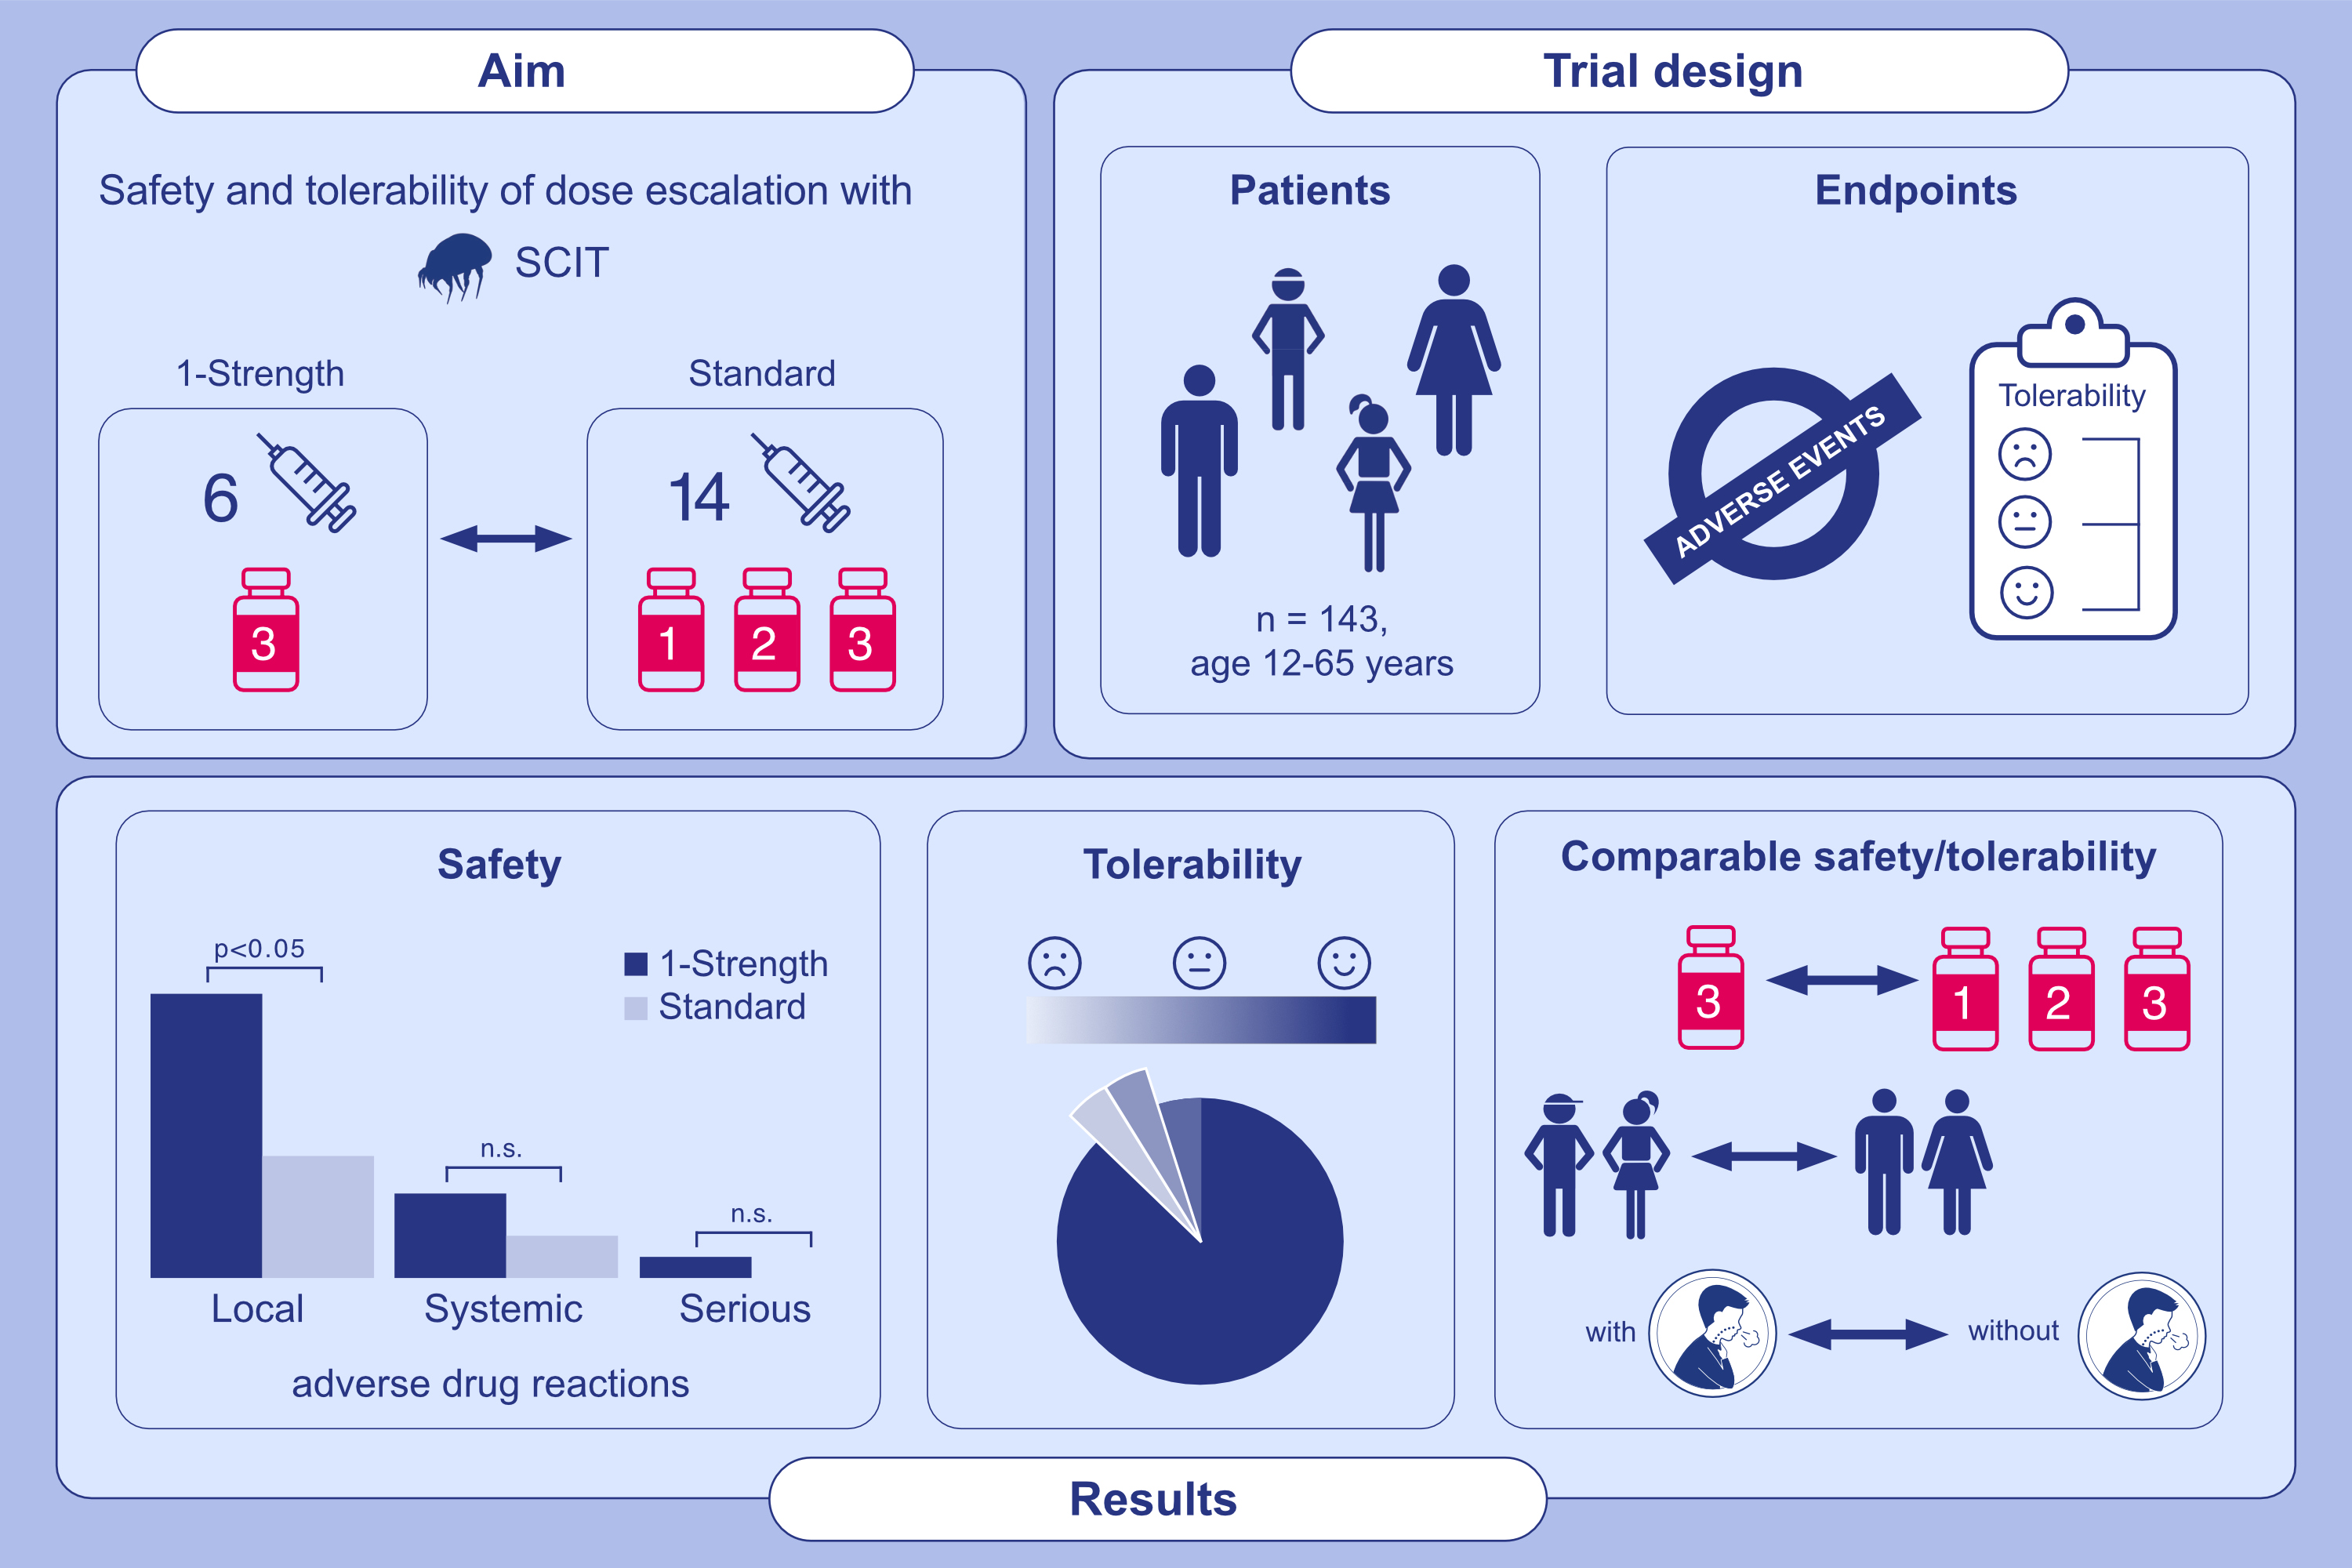 Aim
Safety and tolerability of dose escalation with
SCIT
1-Strength
Standard
6
14
3
1
2
3
Trial design
Patients
n = 143,
age 12-65 years
Endpoints
ADVERSE EVENTS
Tolerability
Safety
p<0.05
1-Strength
Standard
n.s.
n.s.
Local
Systemic
Serious
adverse drug reactions
Tolerability
Comparable safety/tolerability
3
1
2
3
with
without
Results